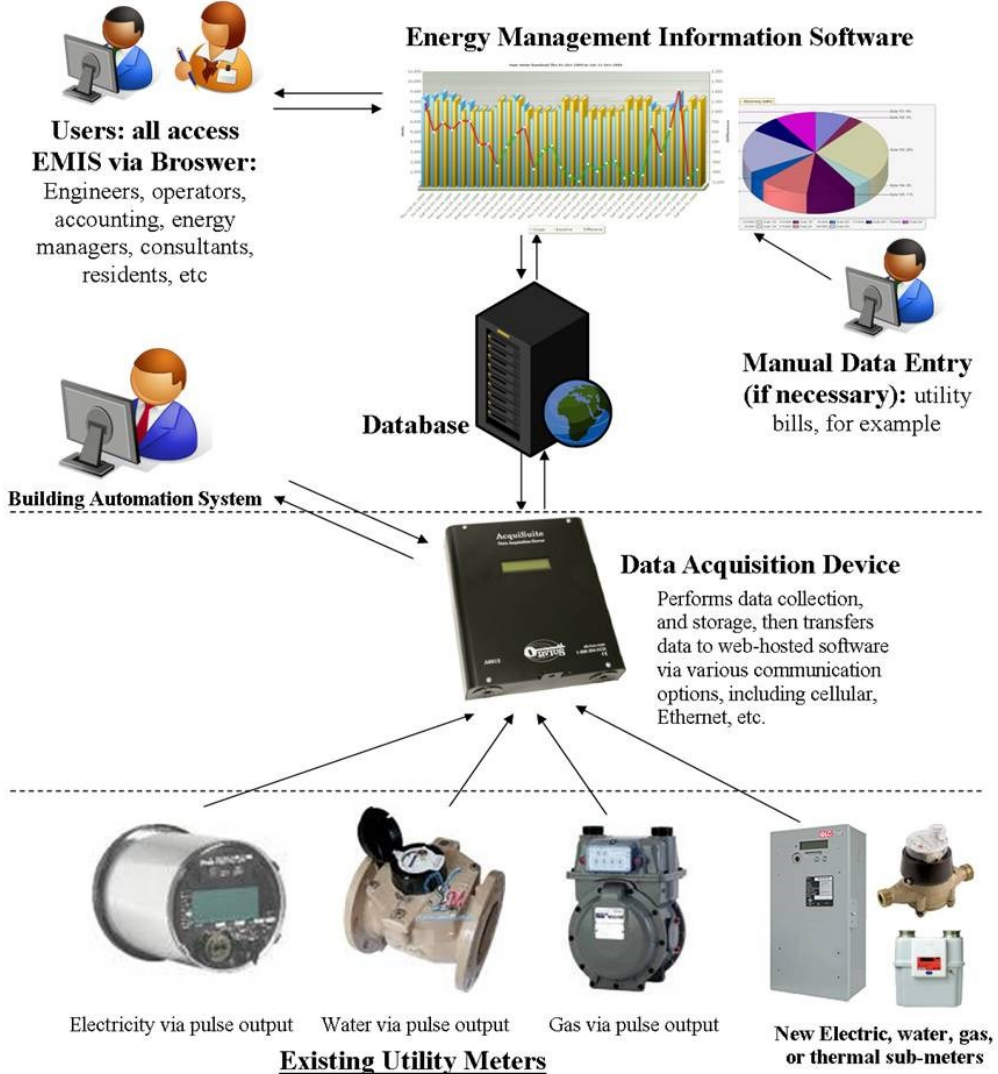 Energy Management Information Software
Users: all access
EMIS via Broswer:
Engineers, operators,
accounting, energy
managers, consultants,
residents, etc
Manual Data Entry
(if necessary): utility
bills, for example
Database
Building Automation System
AcquiSuite
Data Acquisition Server
Data Acquisition Device
Performs data collection,
and storage, then transfers
data to web-hosted software
via various communication
options, including cellular,
Ethernet, etc.
Electricity via pulse output
Water via pulse output
Gas via pulse output
Existing Utility Meters
New Electric, water, gas,
or thermal sub-meters